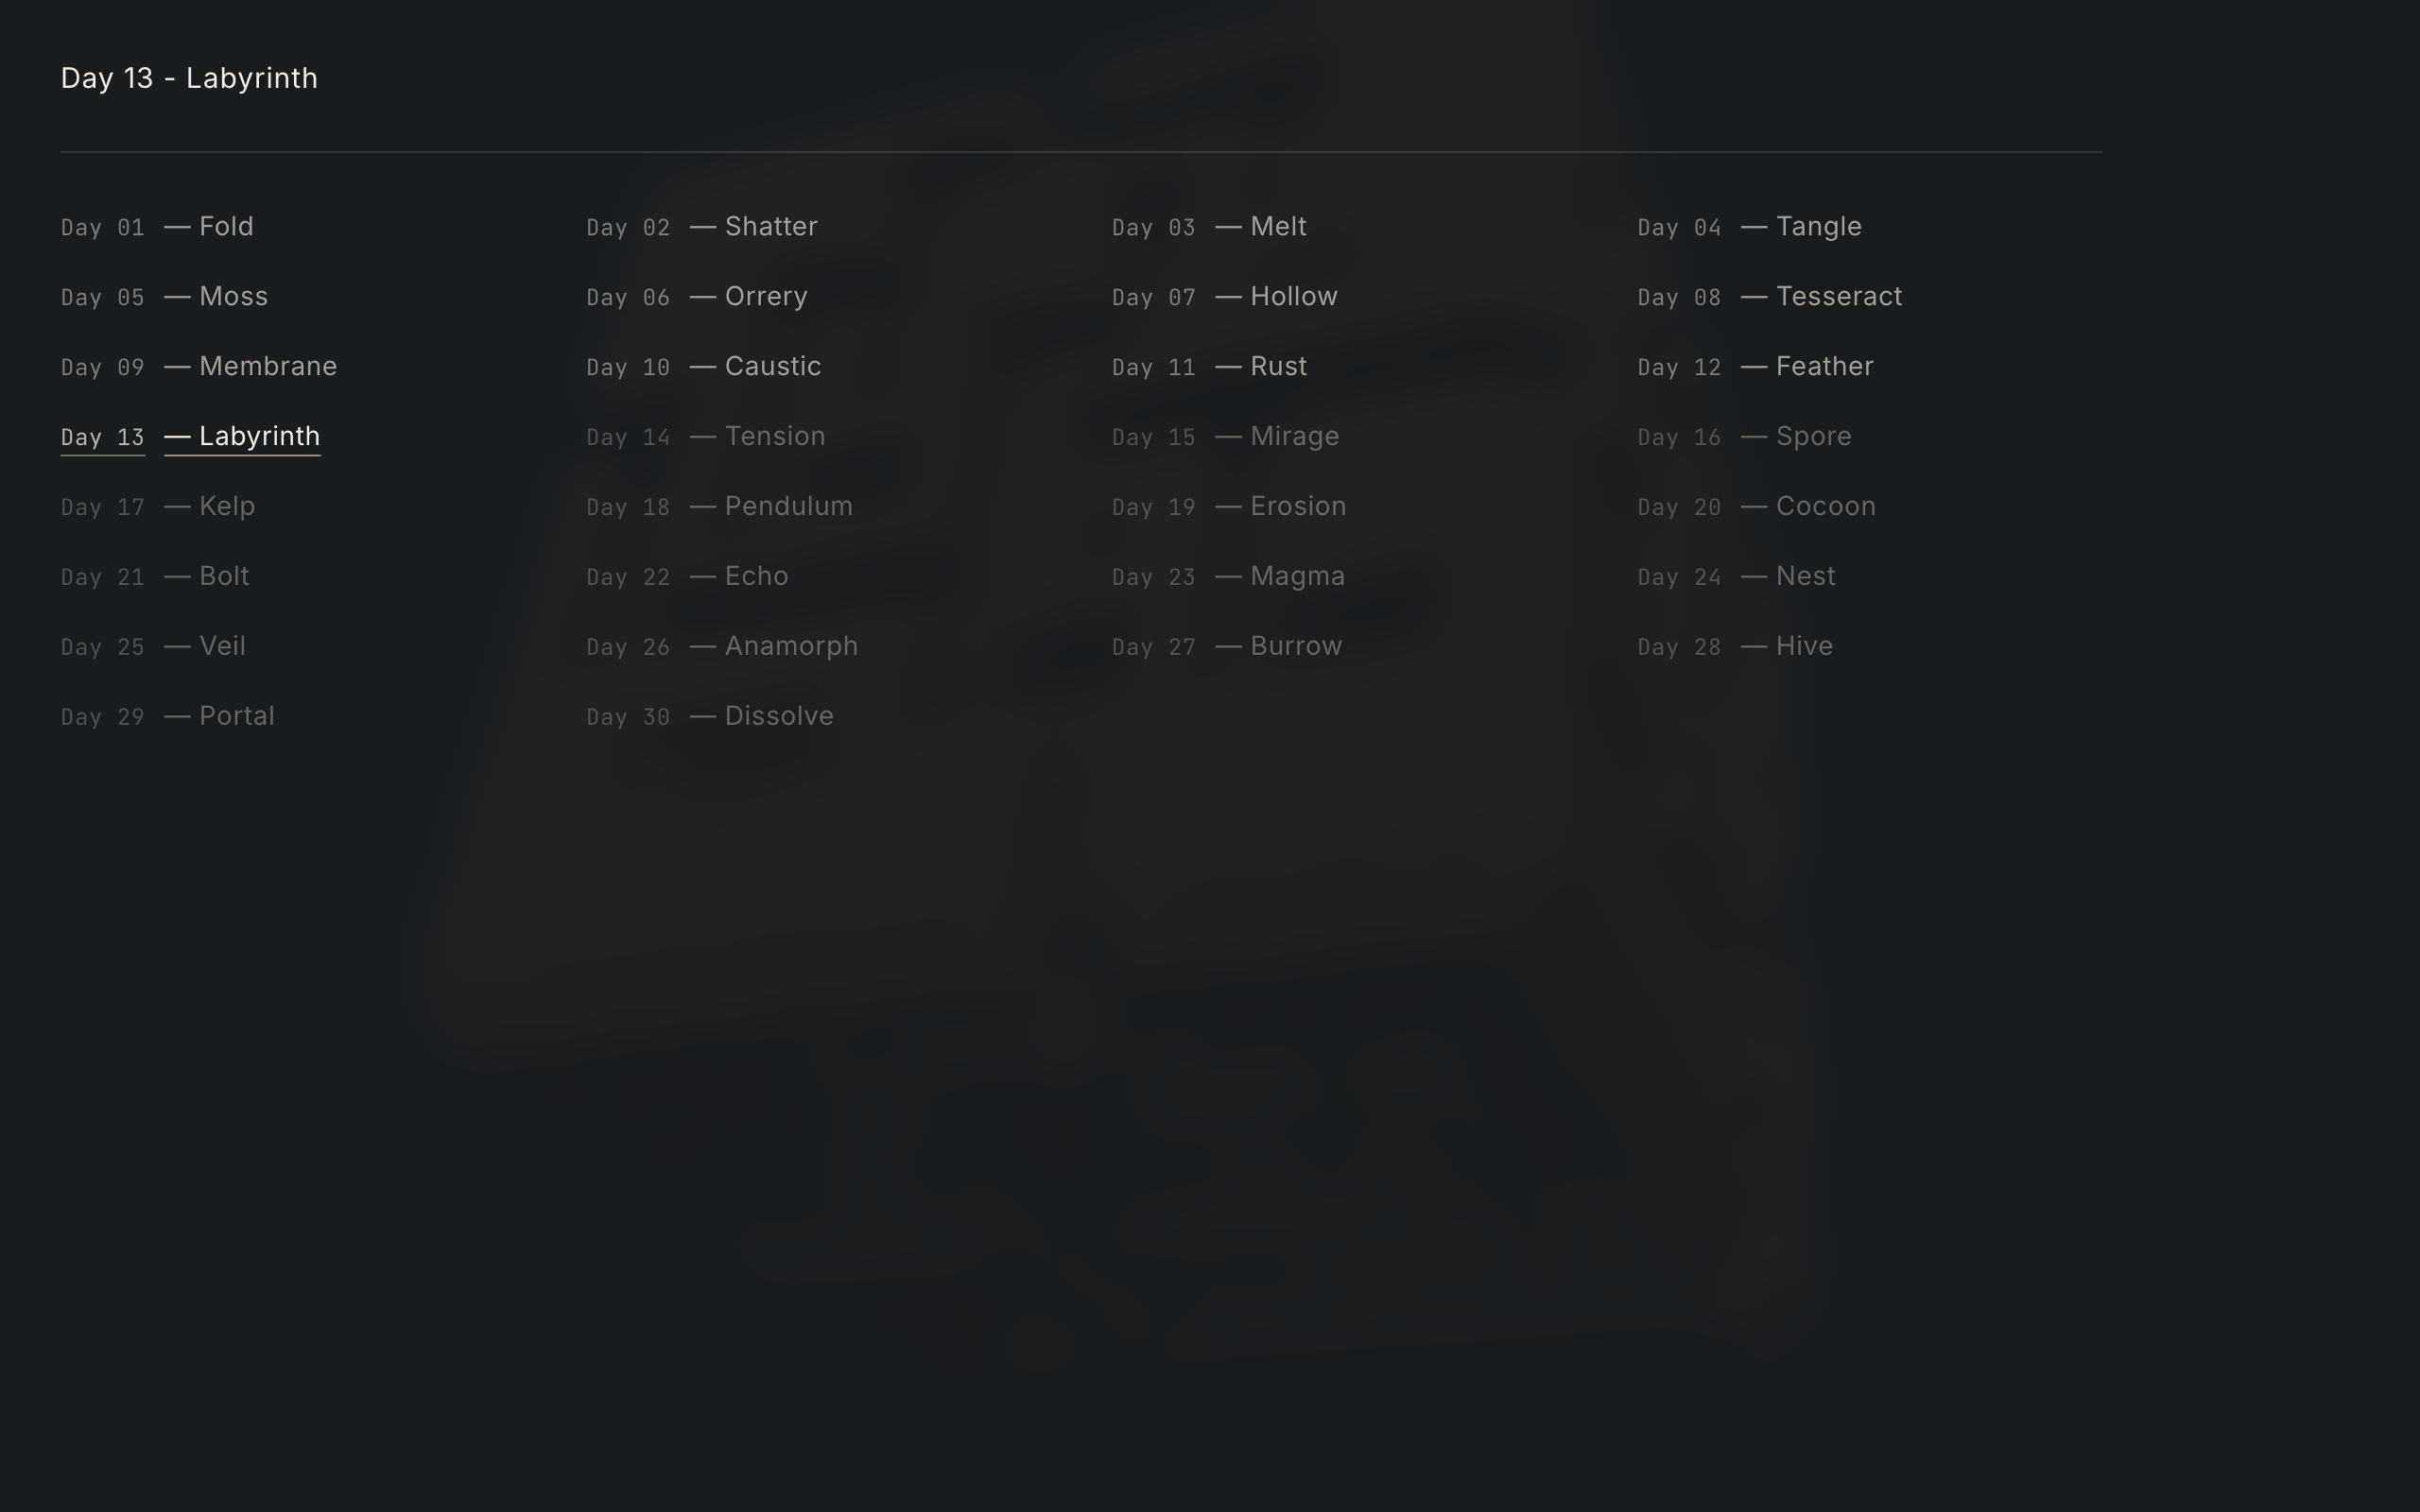 Day 13 - Labyrinth
Day 01 — Fold
Day 02 — Shatter
Day 03 — Melt
Day 04 — Tangle
Day 05 — Moss
Day 06 — Orrery
Day 07 — Hollow
Day 08 — Tesseract
Day 09 — Membrane
Day 10 — Caustic
Day 11 — Rust
Day 12 — Feather
Day 13 — Labyrinth
Day 14 — Tension
Day 15 — Mirage
Day 16 — Spore
Day 17 — Kelp
Day 18 — Pendulum
Day 19 — Erosion
Day 20 — Cocoon
Day 21 — Bolt
Day 22 — Echo
Day 23 — Magma
Day 24 — Nest
Day 25 — Veil
Day 26 — Anamorph
Day 27 — Burrow
Day 28 — Hive
Day 29 — Portal
Day 30 — Dissolve